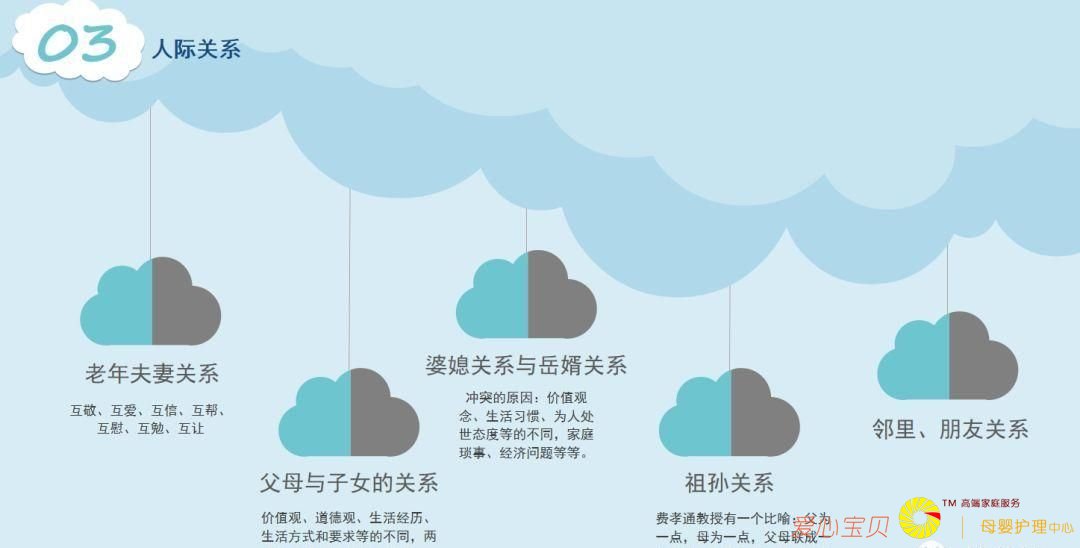 03
人际关系
老年夫妻关系
互敬、互爱、互信、互帮、
互慰、互勉、互让
父母与子女的关系
价值观、道德观、生活经历、
生活方式和要求等的不同，两
婆媳关系与岳婿关系
冲突的原因：价值观
念、生活习惯、为人处
世态度等的不同，家庭
琐事、经济问题等等。
祖孙关系
费孝通教授有一个比喻：父为
一点，母为一点，父母联成一
邻里、朋友关系
爱心宝贝
TM 高端家庭服务
母婴护理中心